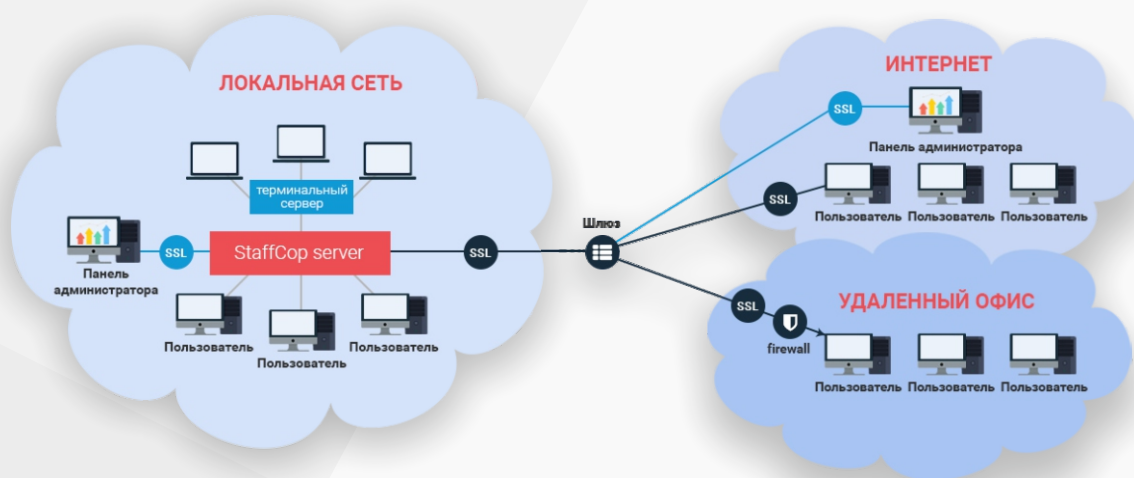 ЛОКАЛЬНАЯ СЕТЬ
терминальный
сервер
StaffCop server
SSL
Панель
администратора
Пользователь
Пользователь
Пользователь
SSL
Шлюз
ИНТЕРНЕТ
SSL
Панель администратора
SSL
Пользователь
Пользователь
Пользователь
УДАЛЕННЫЙ ОФИС
SSL
firewall
Пользователь
Пользователь
Пользователь